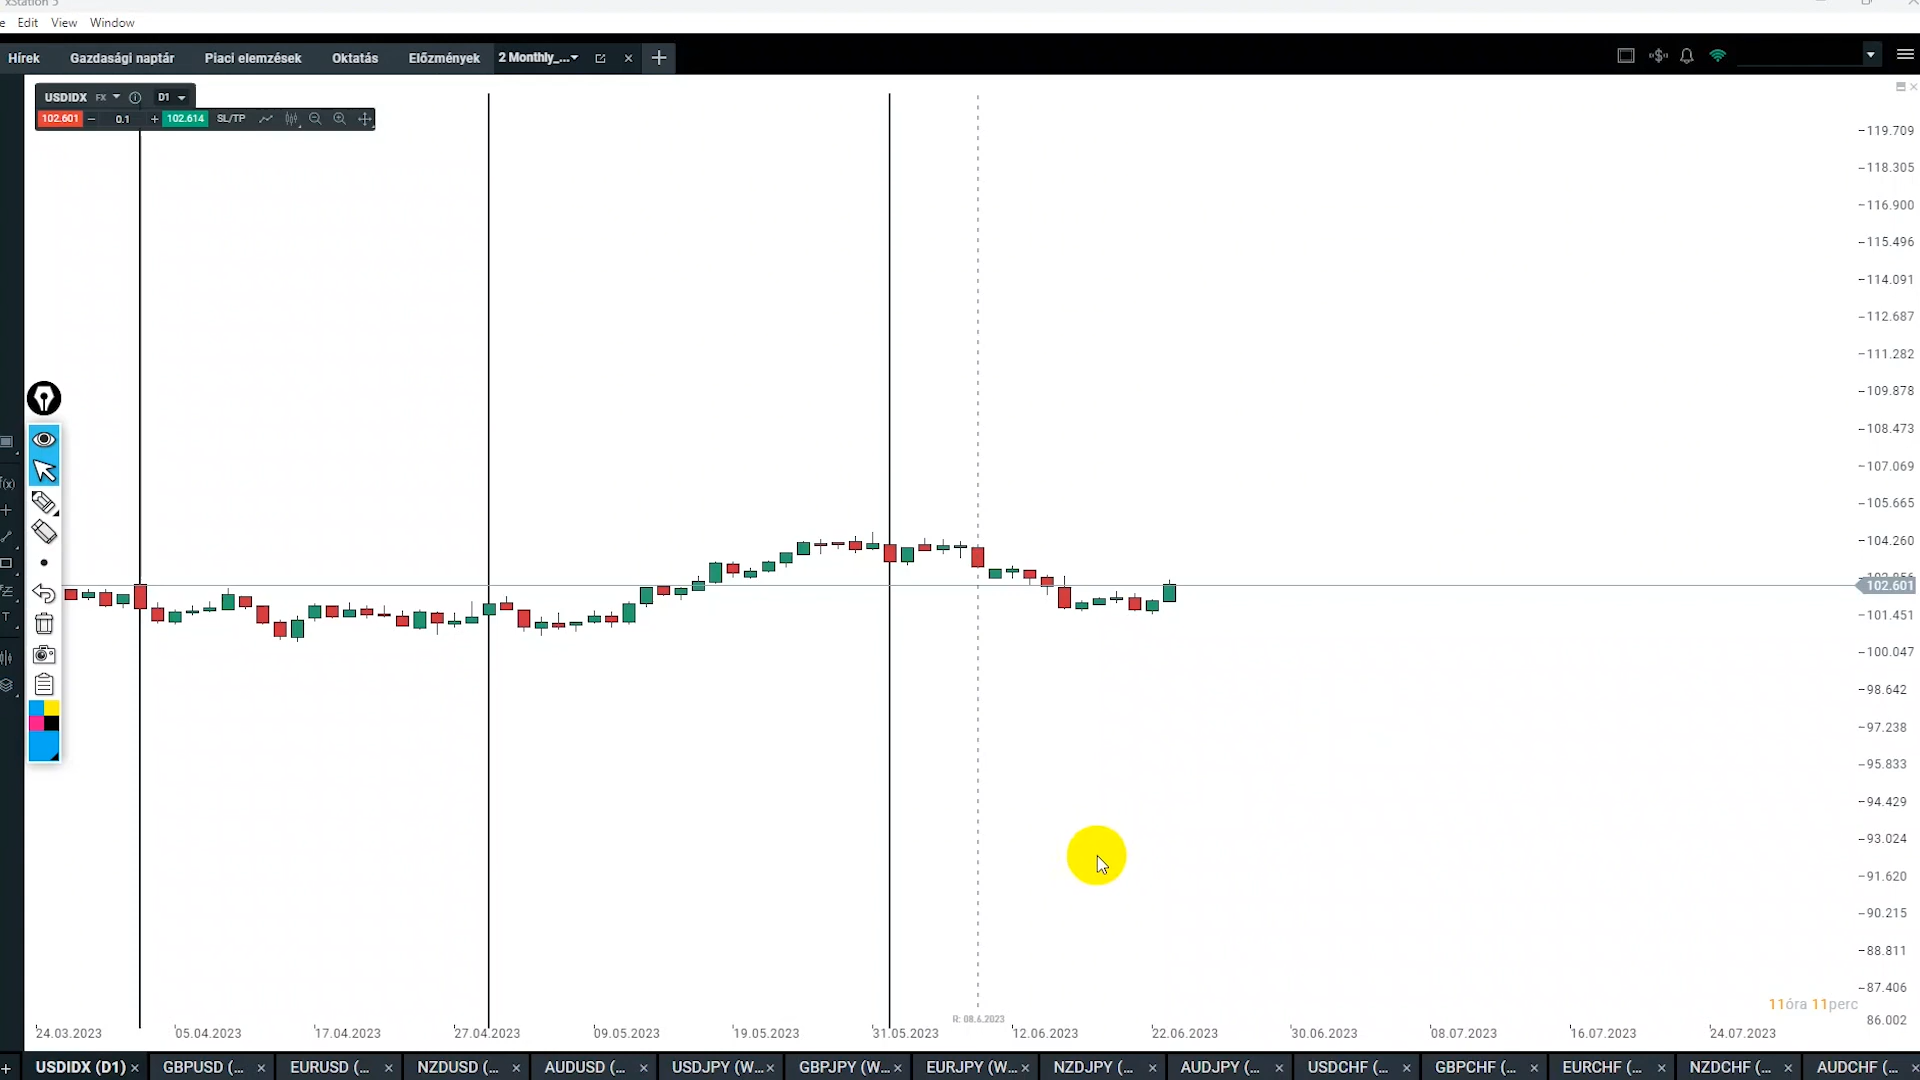 xStation 5
e Edit View Window
Hírek Gazdasági naptár Piaci elemzések Oktatás Előzmények 2 Monthly_...
USDIDX FX D1
102.601 − 0.1 + 102.614 SL/TP
119.709
118.305
116.900
115.496
114.091
112.687
111.282
109.878
108.473
107.069
105.665
104.260
102.601
101.451
100.047
98.642
97.238
95.833
94.429
93.024
91.620
90.215
88.811
87.406
86.002
f(x)
T
11óra 11perc
R: 08.6.2023
24.03.2023 05.04.2023 17.04.2023 27.04.2023 09.05.2023 19.05.2023 31.05.2023 12.06.2023 22.06.2023 30.06.2023 08.07.2023 16.07.2023 24.07.2023
USDIDX (D1) GBPUSD (... EURUSD (... NZDUSD (... AUDUSD (... USDJPY (W... GBPJPY (W... EURJPY (W... NZDJPY (... AUDJPY (... USDCHF (... GBPCHF (... EURCHF (... NZDCHF (... AUDCHF (...